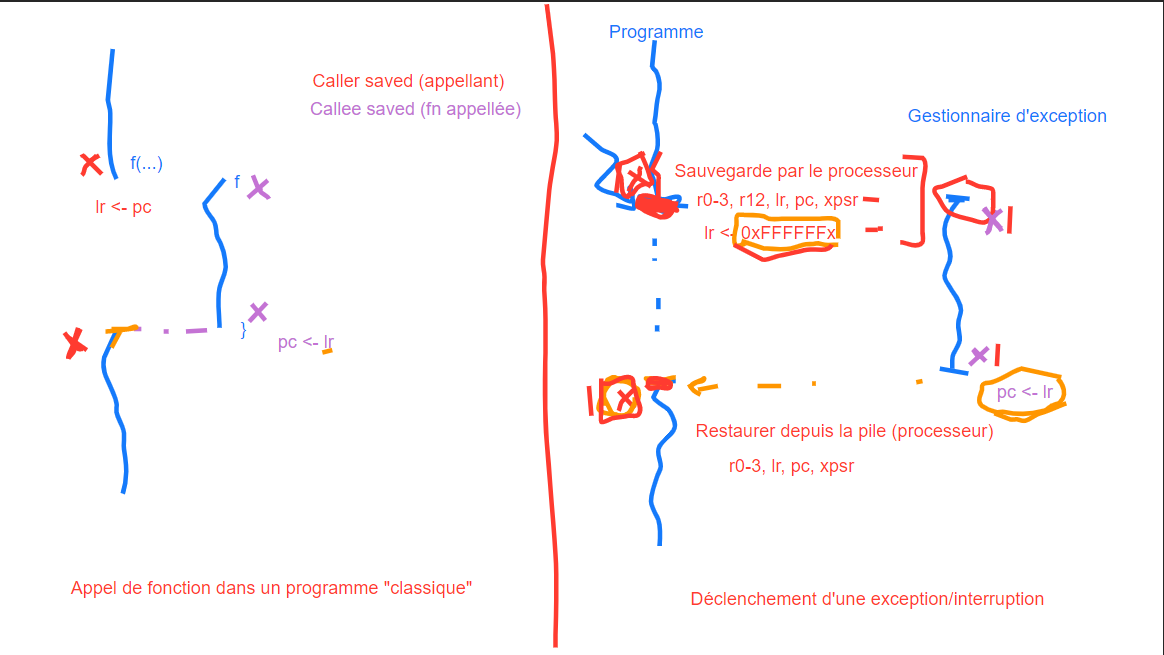 Caller saved (appellant)
Callee saved (fn appellée)
f(...)
lr <- pc
f
}
pc <- lr
Appel de fonction dans un programme "classique"
Programme
Gestionnaire d'exception
Sauvegarde par le processeur
r0-3, r12, lr, pc, xpsr
lr <- 0xFFFFFFx
pc <- lr
Restaurer depuis la pile (processeur)
r0-3, lr, pc, xpsr
Déclenchement d'une exception/interruption